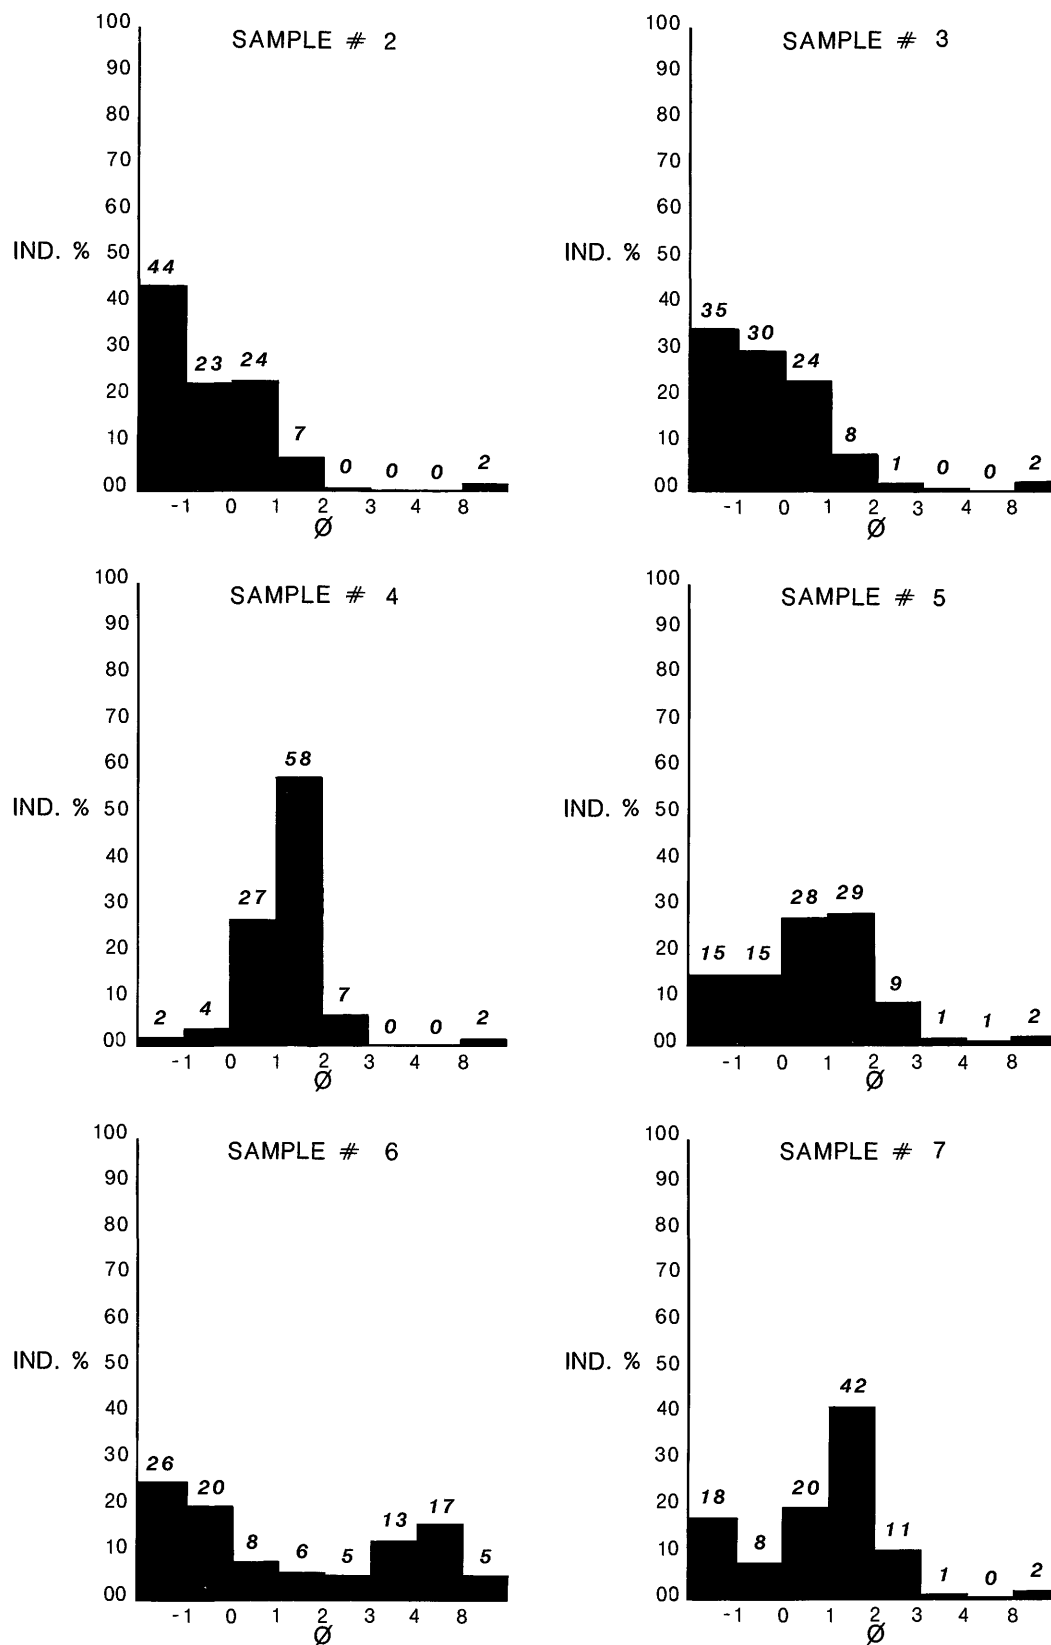 SAMPLE # 2
100
90
80
70
60
IND. % 50
40
30
20
10
00
44 23 24 7 0 0 0 2
-1 0 1 2 3 4 8
Ø
SAMPLE # 3
100
90
80
70
60
IND. % 50
40
30
20
10
00
35 30 24 8 1 0 0 2
-1 0 1 2 3 4 8
Ø
SAMPLE # 4
100
90
80
70
60
IND. % 50
40
30
20
10
00
2 4 27 58 7 0 0 2
-1 0 1 2 3 4 8
Ø
SAMPLE # 5
100
90
80
70
60
IND. % 50
40
30
20
10
00
15 15 28 29 9 1 1 2
-1 0 1 2 3 4 8
Ø
SAMPLE # 6
100
90
80
70
60
IND. % 50
40
30
20
10
00
26 20 8 6 5 13 17 5
-1 0 1 2 3 4 8
Ø
SAMPLE # 7
100
90
80
70
60
IND. % 50
40
30
20
10
00
18 8 20 42 11 1 0 2
-1 0 1 2 3 4 8
Ø